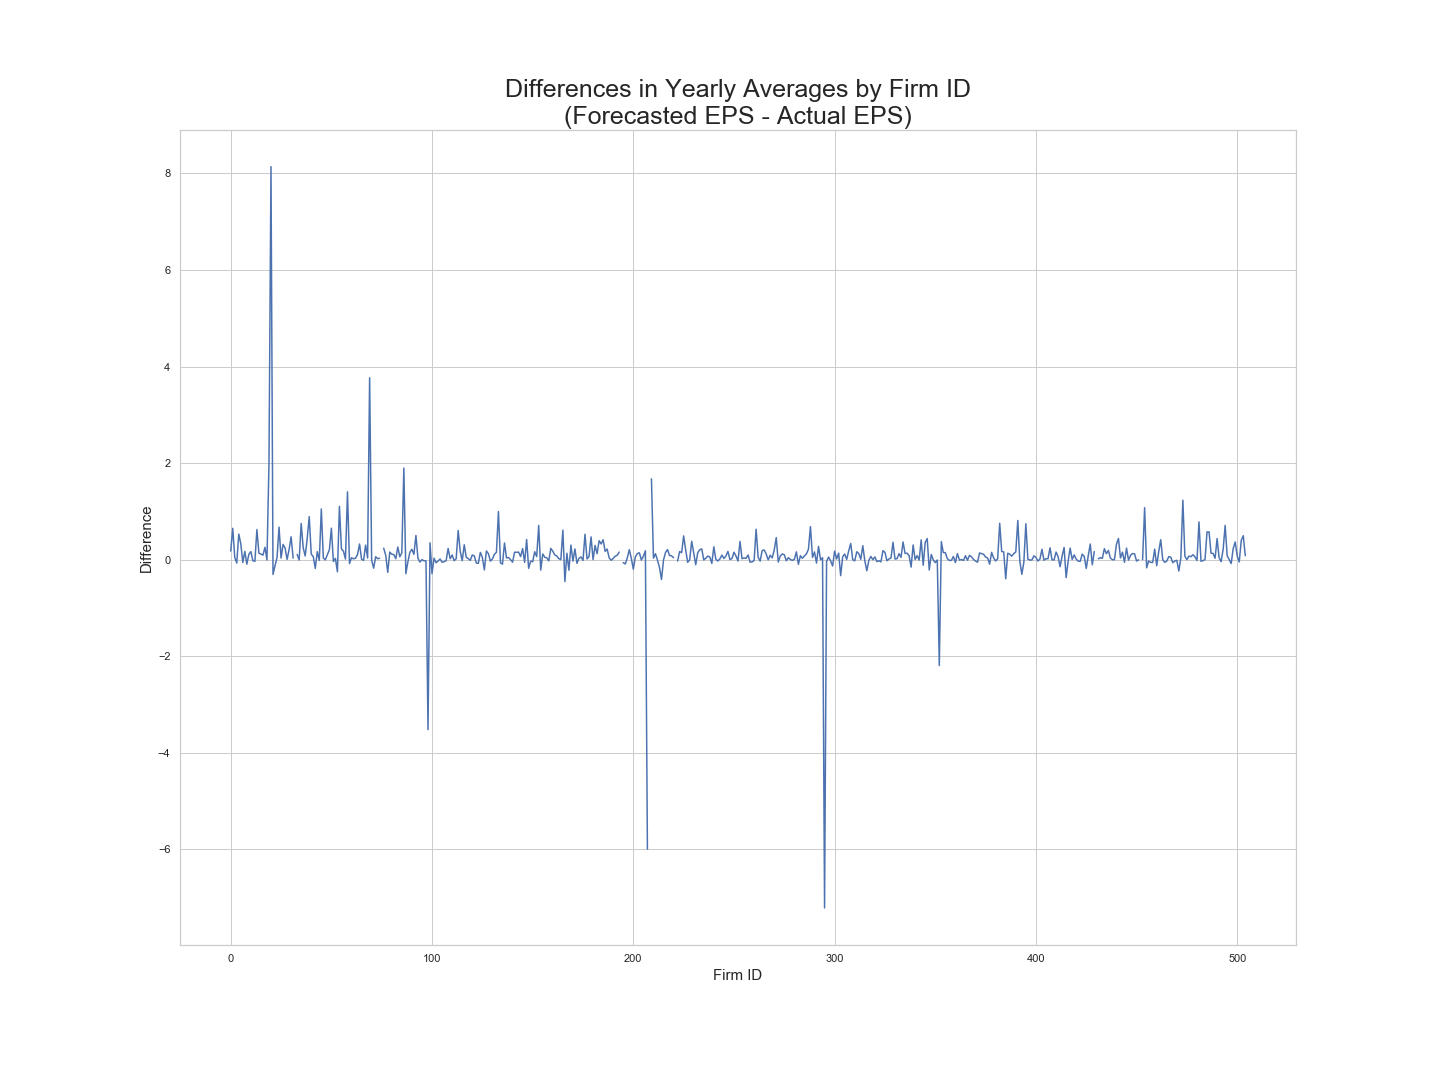 Differences in Yearly Averages by Firm ID
(Forecasted EPS - Actual EPS)
8
6
4
2
0
−2
−4
−6
Difference
0 100 200 300 400 500
Firm ID